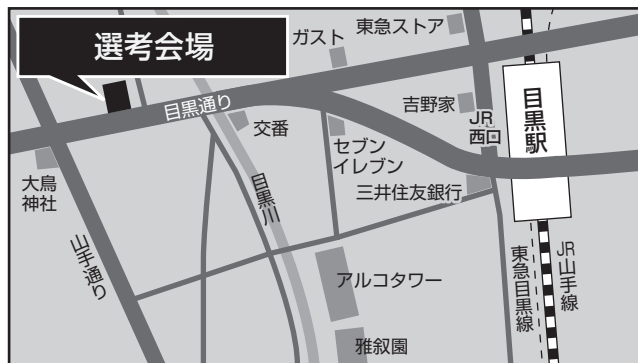 選考会場
ガスト
東急ストア
目黒通り
交番
セブン
イレブン
吉野家
JR
西口
目黒駅
三井住友銀行
大鳥
神社
目黒川
山手通り
アルコタワー
雅叙園
東急目黒線
JR山手線